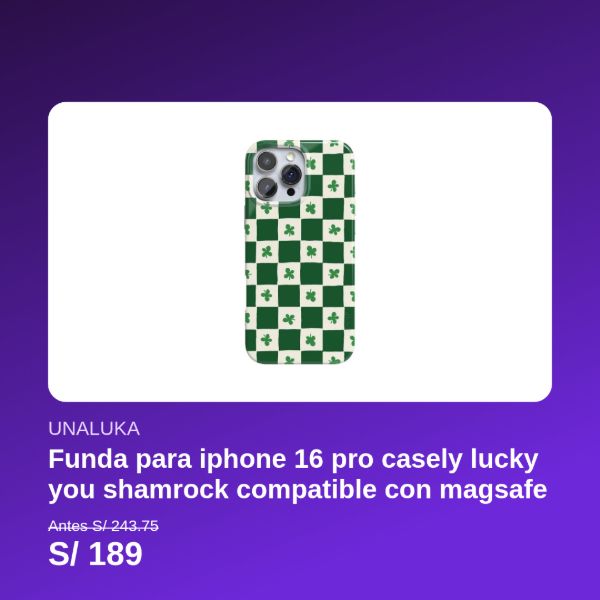 UNALUKA
Funda para iphone 16 pro casely lucky
you shamrock compatible con magsafe
Antes S/ 243.75
S/ 189